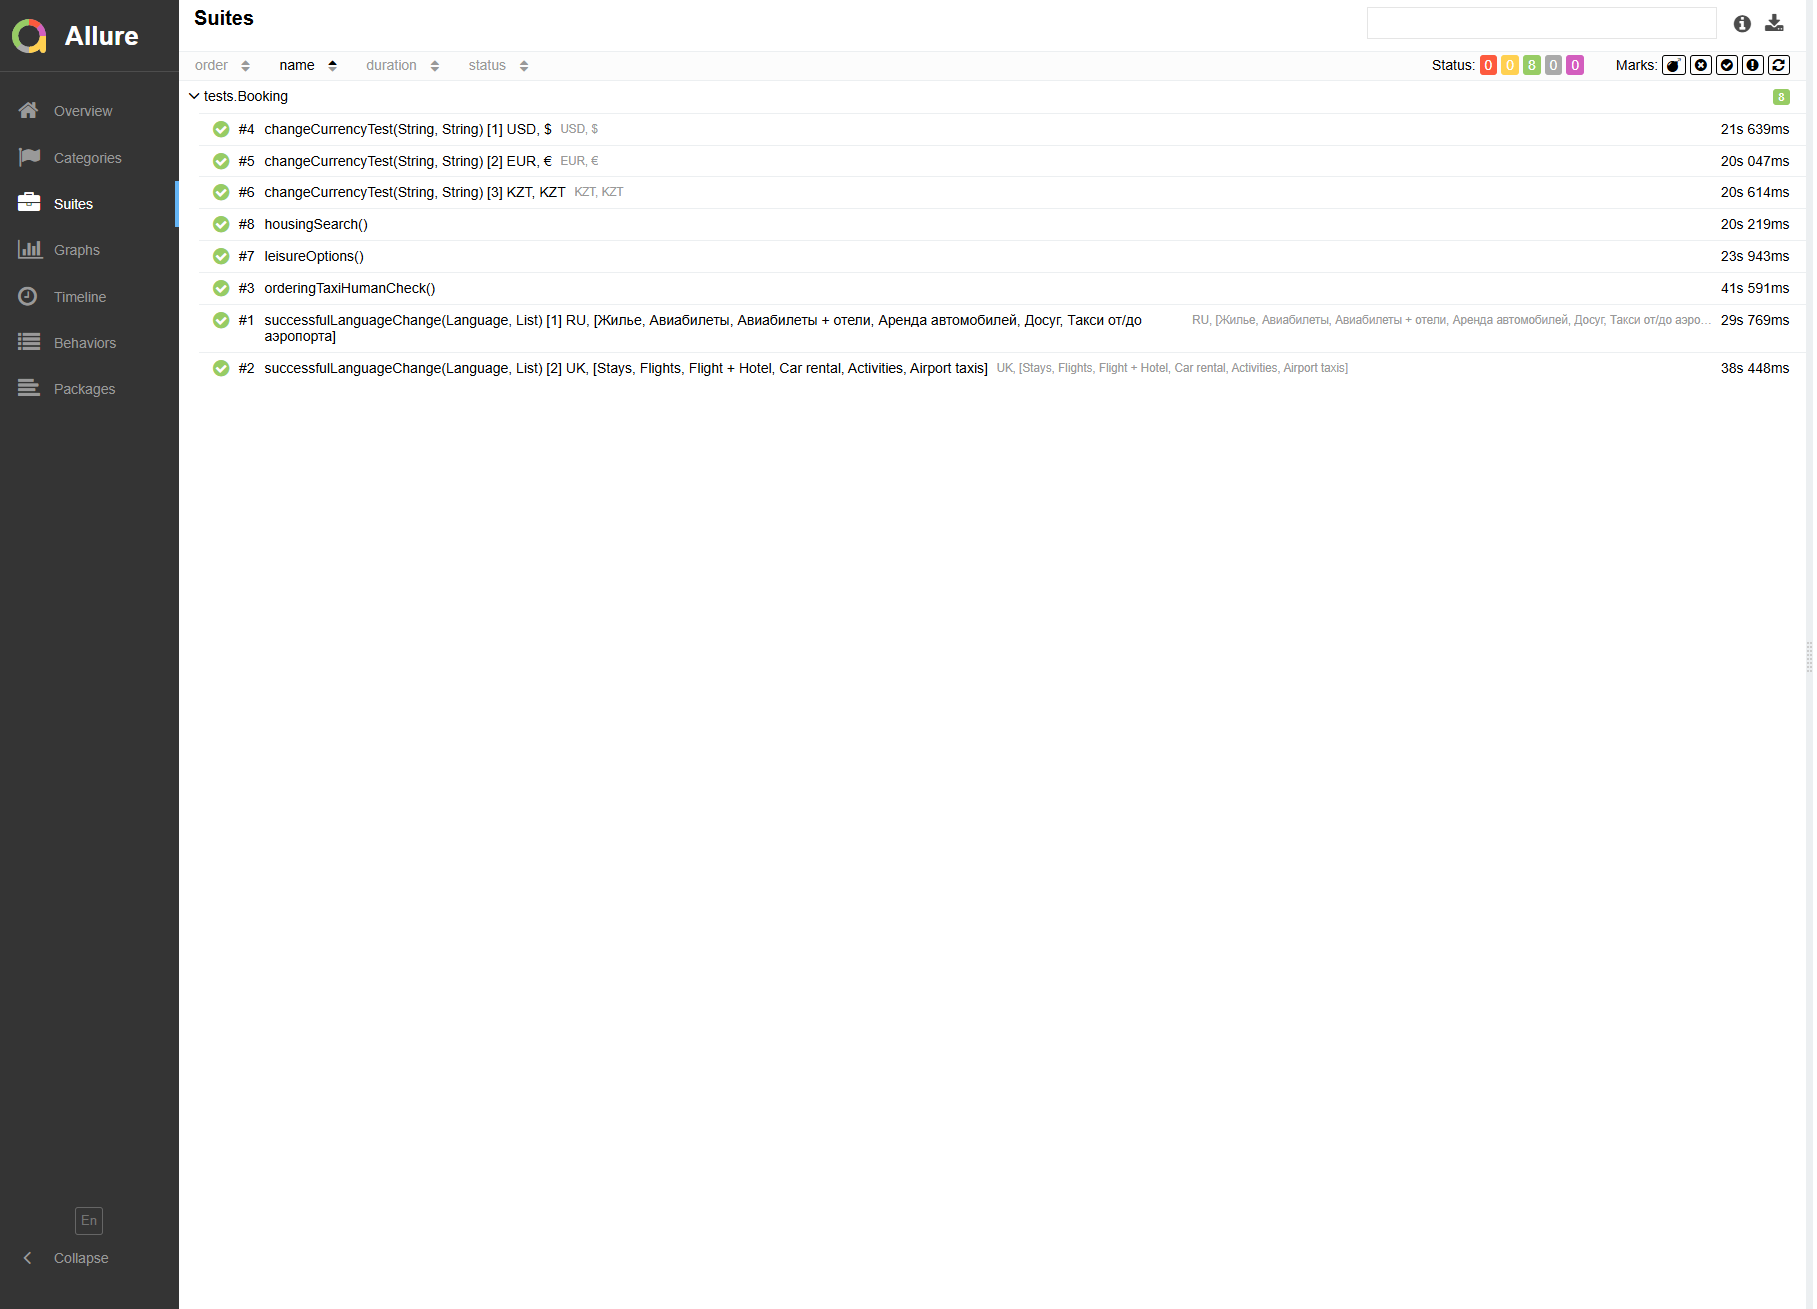 Allure
Suites
order name duration status
Status: 0 0 8 0 0 Marks:
Overview
Categories
Suites
Graphs
Timeline
Behaviors
Packages
tests.Booking 8
#4 changeCurrencyTest(String, String) [1] USD, $ USD, $ 21s 639ms
#5 changeCurrencyTest(String, String) [2] EUR, € EUR, € 20s 047ms
#6 changeCurrencyTest(String, String) [3] KZT, KZT KZT, KZT 20s 614ms
#8 housingSearch() 20s 219ms
#7 leisureOptions() 23s 943ms
#3 orderingTaxiHumanCheck() 41s 591ms
#1 successfulLanguageChange(Language, List) [1] RU, [Жилье, Авиабилеты, Авиабилеты + отели, Аренда автомобилей, Досуг, Такси от/до RU, [Жилье, Авиабилеты, Авиабилеты + отели, Аренда автомобилей, Досуг, Такси от/до аэро... 29s 769ms
аэропорта]
#2 successfulLanguageChange(Language, List) [2] UK, [Stays, Flights, Flight + Hotel, Car rental, Activities, Airport taxis] UK, [Stays, Flights, Flight + Hotel, Car rental, Activities, Airport taxis] 38s 448ms
En
Collapse